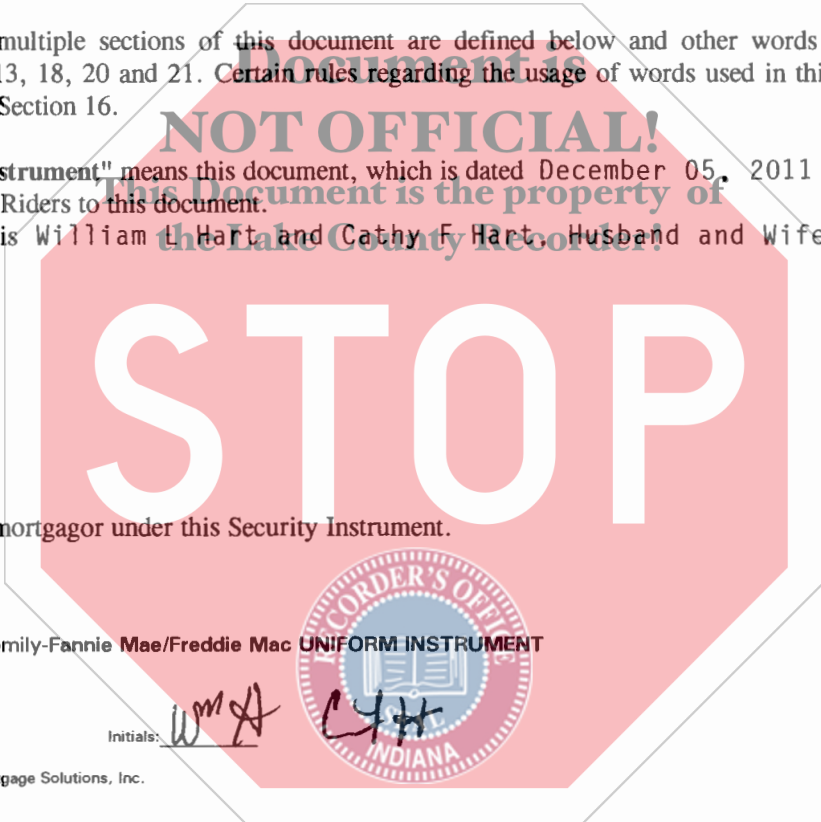 multiple sections of this document are defined below and other words
Document is
13, 18, 20 and 21. Certain rules regarding the usage of words used in thi
Section 16.
NOT OFFICIAL!
strument" means this document, which is dated December 05, 2011
This Document is the property of
Riders to this document.
is William L Hart and Cathy F Hart, Husband and Wife
the Lake County Recorder!
STOP
mortgagor under this Security Instrument.
RECORDER'S OFFICE
mily-Fannie Mae/Freddie Mac UNIFORM INSTRUMENT
SEAL
Initials: WmH CFH
INDIANA
gage Solutions, Inc.